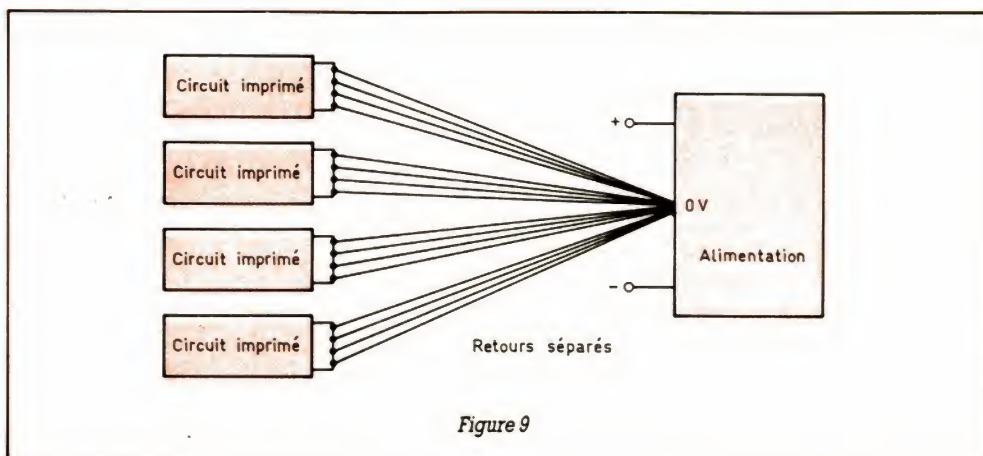 Circuit imprimé
Circuit imprimé
Circuit imprimé
Circuit imprimé
+
0 V
Alimentation
-
Retours séparés
Figure 9